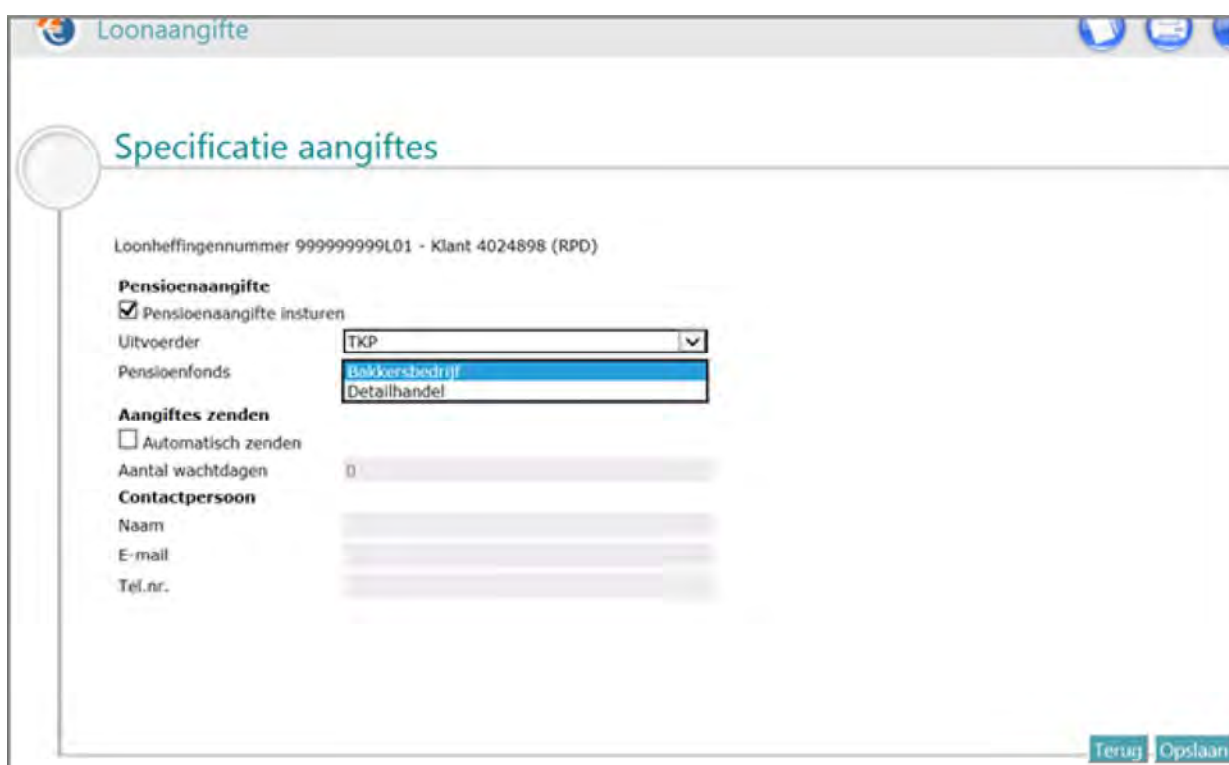 Loonaangifte
Specificatie aangiftes
Loonheffingennummer 999999999L01 - Klant 4024898 (RPD)
Pensioenaangifte
Pensioenaangifte insturen
Uitvoerder TKP
Pensioenfonds Bakkersbedrijf
Detailhandel
Aangiftes zenden
Automatisch zenden
Aantal wachtdagen 0
Contactpersoon
Naam
E-mail
Tel.nr.
Terug Opslaan